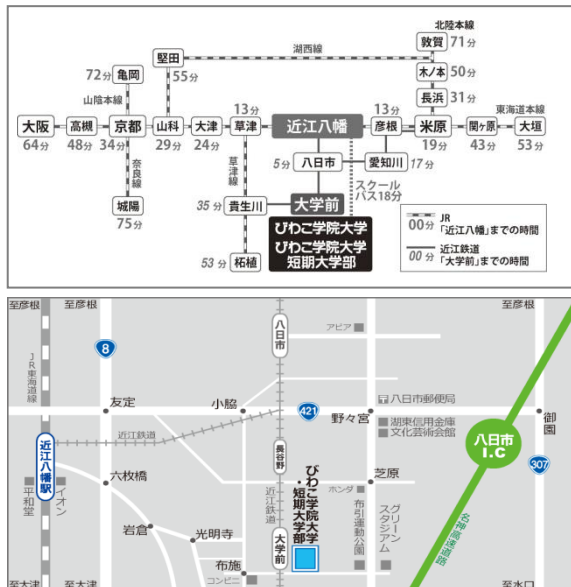 北陸本線
敦賀 71分
湖西線
堅田
55分
72分 亀岡
木ノ本 50分
山陰本線
長浜 31分
東海道本線
13分
13分
大阪 高槻 京都 山科 大津 草津 近江八幡 彦根 米原 関ヶ原 大垣
64分 48分 34分 29分 24分 19分 43分 53分
奈良線
草津線
5分 八日市 愛知川 17分
スクールバス18分
城陽
75分
35分 貴生川 大学前
びわこ学院大学
びわこ学院大学
短期大学部
53分 柘植
00分 JR
「近江八幡」までの時間
00分 近江鉄道
「大学前」までの時間
至彦根 至彦根 至彦根
JR東海道線
8
八日市
アピア
友定 小脇 421 野々宮
八日市郵便局
湖東信用金庫
文化芸術会館
御園
八日市
I.C
307
近江鉄道
近江八幡駅
長谷野
六枚橋
芝原
平和堂
イオン
びわこ学院大学
・短期大学部
ホンダ
近江鉄道
布引運動公園
グリーン
スタジアム
名神高速道路
岩倉 光明寺
大学前
布施
コンビニ
至大津 至大津 至水口